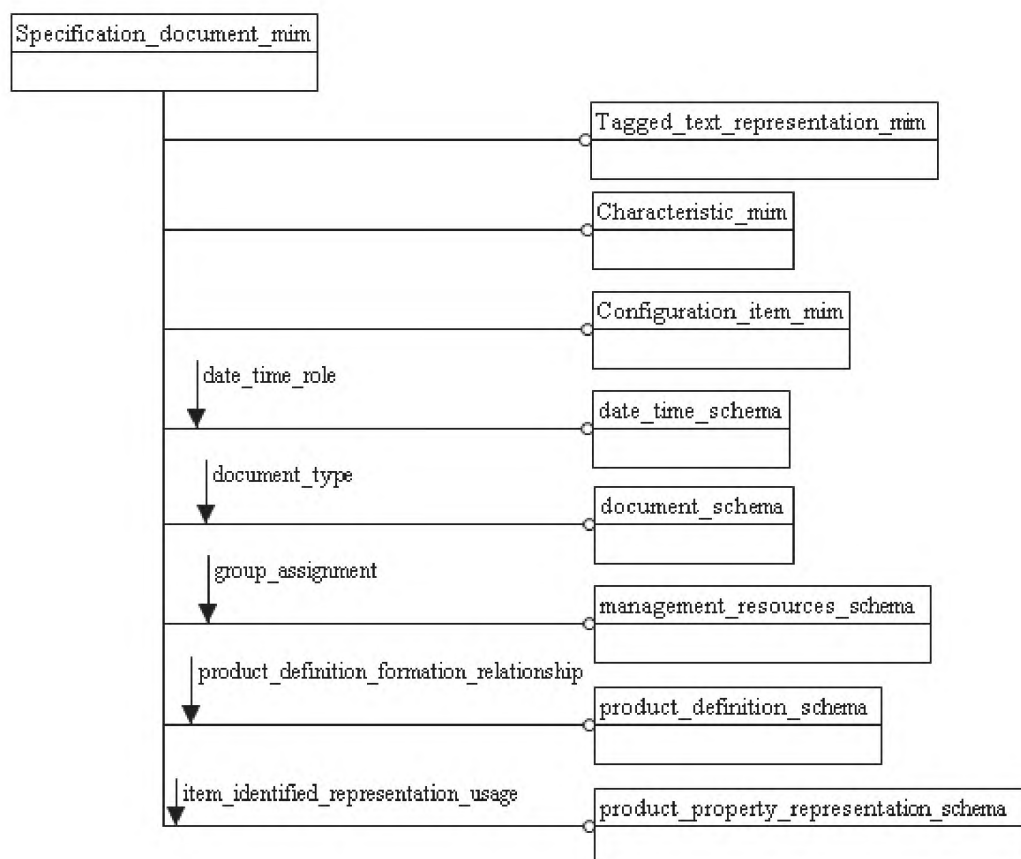 Specification_document_mim
Tagged_text_representation_mim
Characteristic_mim
Configuration_item_mim
date_time_role
date_time_schema
document_type
document_schema
group_assignment
management_resources_schema
product_definition_formation_relationship
product_definition_schema
item_identified_representation_usage
product_property_representation_schema